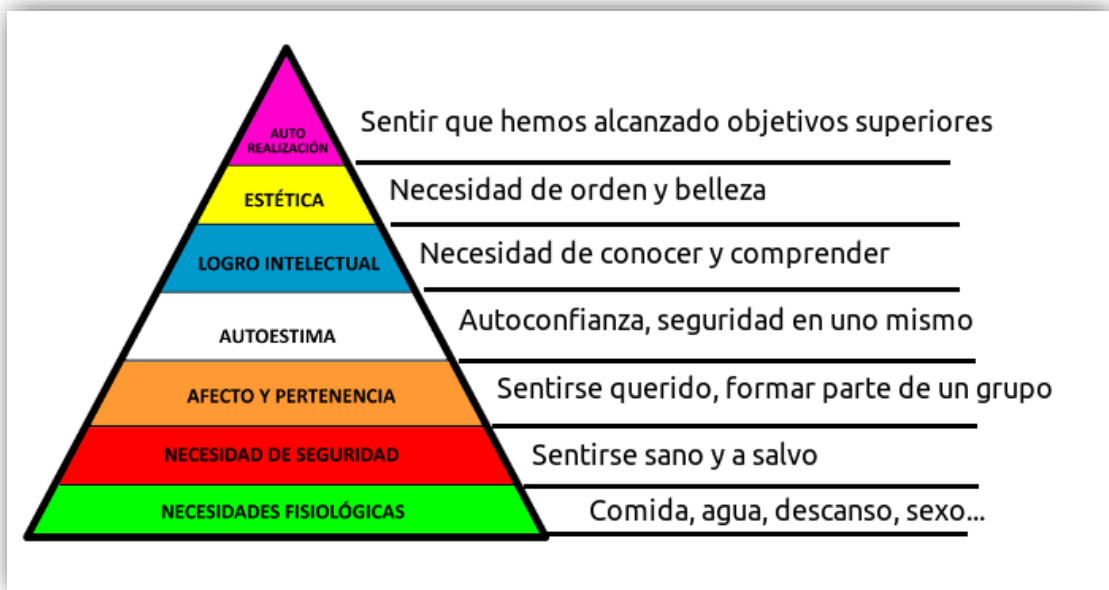 Sentir que hemos alcanzado objetivos superiores
AUTO
REALIZACIÓN
Necesidad de orden y belleza
ESTÉTICA
Necesidad de conocer y comprender
LOGRO INTELECTUAL
Autoconfianza, seguridad en uno mismo
AUTOESTIMA
Sentirse querido, formar parte de un grupo
AFECTO Y PERTENENCIA
Sentirse sano y a salvo
NECESIDAD DE SEGURIDAD
Comida, agua, descanso, sexo...
NECESIDADES FISIOLÓGICAS